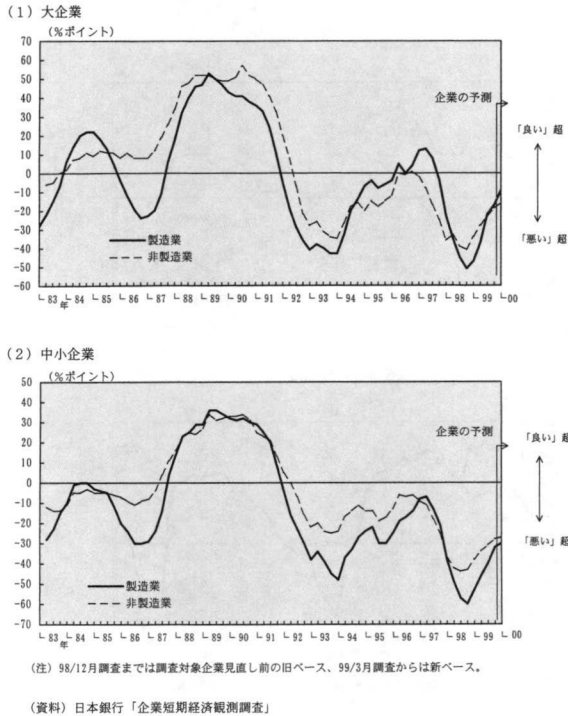 (1) 大企業
(%ポイント)
70
60
50
40
30
20
10
0
-10
-20
-30
-40
-50
-60
企業の予測
「良い」超
「悪い」超
製造業
非製造業
83 84 85 86 87 88 89 90 91 92 93 94 95 96 97 98 99 00
年
(2) 中小企業
(%ポイント)
50
40
30
20
10
0
-10
-20
-30
-40
-50
-60
-70
企業の予測
「良い」超
「悪い」超
製造業
非製造業
83 84 85 86 87 88 89 90 91 92 93 94 95 96 97 98 99 00
年
(注) 98/12月調査までは調査対象企業見直し前の旧ベース、99/3月調査からは新ベース。
(資料) 日本銀行「企業短期経済観測調査」